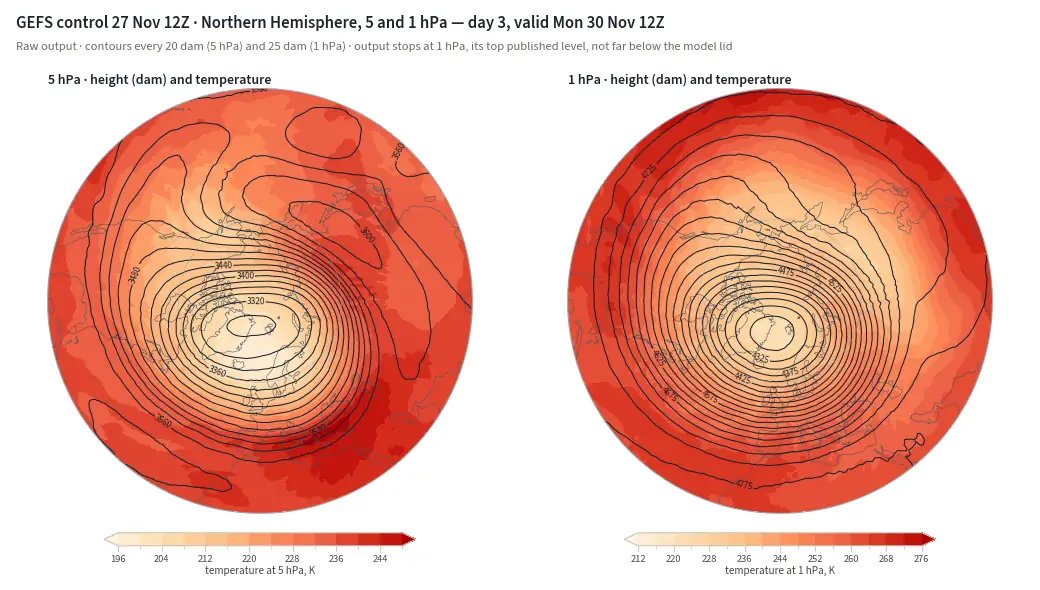 GEFS control 27 Nov 12Z · Northern Hemisphere, 5 and 1 hPa — day 3, valid Mon 30 Nov 12Z
Raw output · contours every 20 dam (5 hPa) and 25 dam (1 hPa) · output stops at 1 hPa, its top published level, not far below the model lid
5 hPa · height (dam) and temperature
1 hPa · height (dam) and temperature
3560
4725
3600
3480
3440
3400
4475
3320
3360
4325
4375
4425
4675
3560
4775
196 204 212 220 228 236 244
212 220 228 236 244 252 260 268 276
temperature at 5 hPa, K
temperature at 1 hPa, K